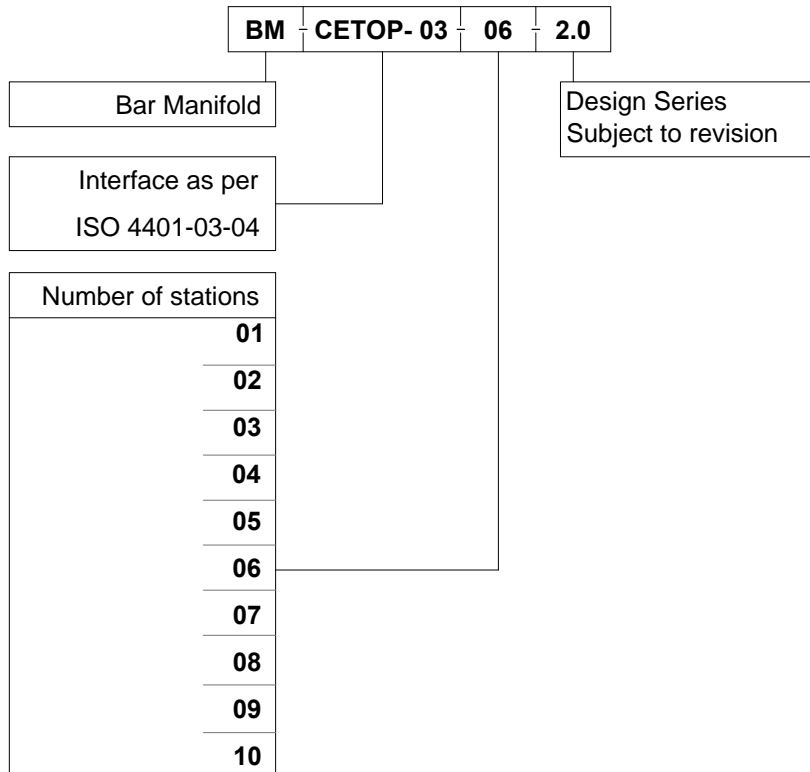 BM - CETOP- 03 - 06 - 2.0
Bar Manifold
Design Series
Subject to revision
Interface as per
ISO 4401-03-04
Number of stations
01
02
03
04
05
06
07
08
09
10